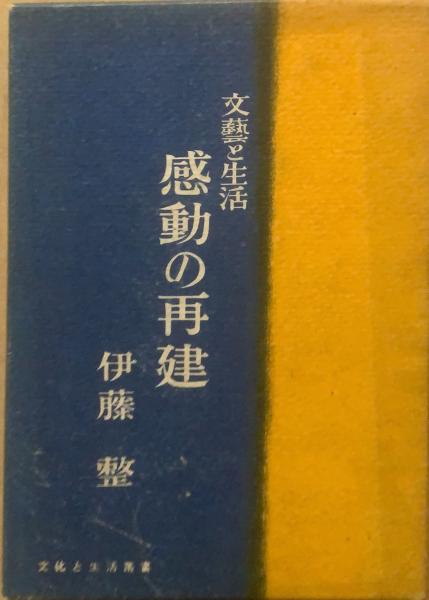 文藝と生活
感動の再建
伊藤 整
文化と生活叢書